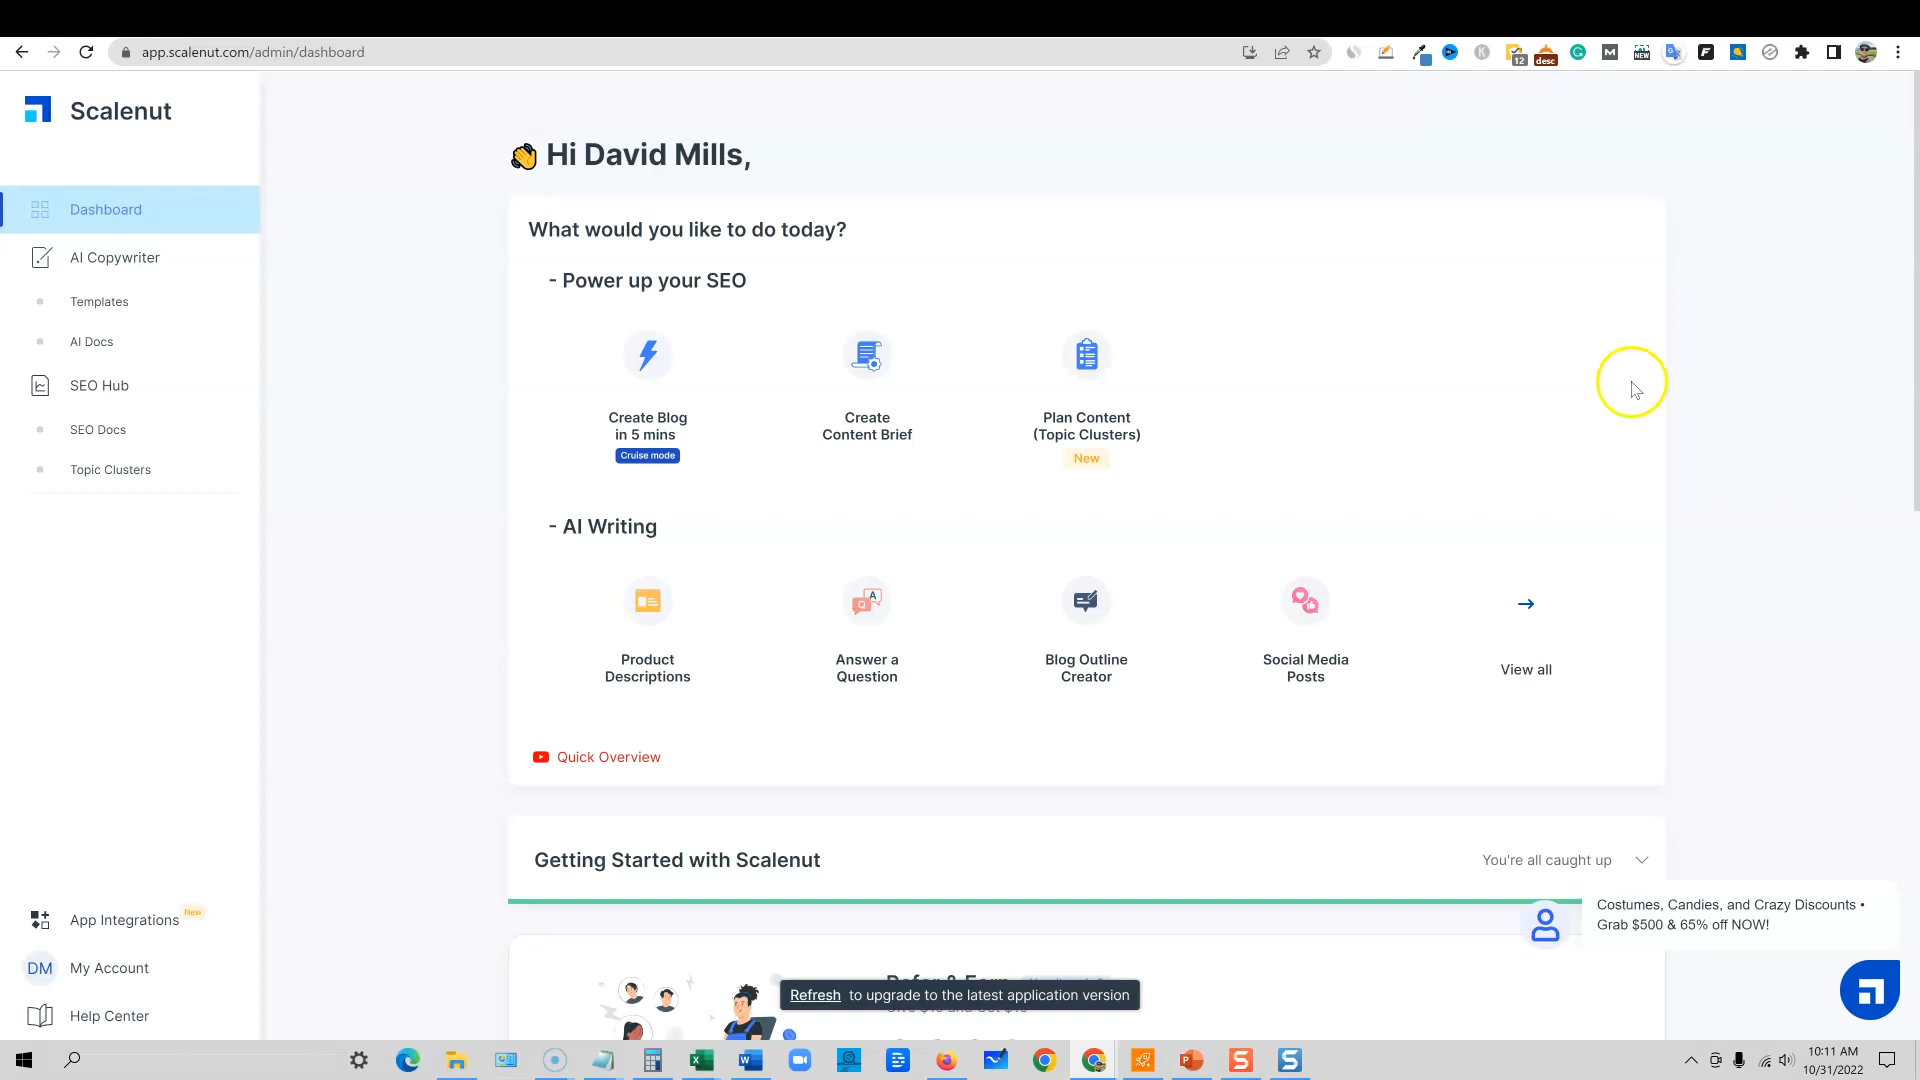 app.scalenut.com/admin/dashboard
12
desc
NEW
Scalenut
Dashboard
AI Copywriter
Templates
AI Docs
SEO Hub
SEO Docs
Topic Clusters
App Integrations New
DM My Account
Help Center
Hi David Mills,
What would you like to do today?
- Power up your SEO
Create Blog
in 5 mins
Cruise mode
Create
Content Brief
Plan Content
(Topic Clusters)
New
- AI Writing
Product
Descriptions
Answer a
Question
Blog Outline
Creator
Social Media
Posts
View all
Quick Overview
Getting Started with Scalenut
You're all caught up
Costumes, Candies, and Crazy Discounts •
Grab $500 & 65% off NOW!
Refer & Earn
Refresh to upgrade to the latest application version
10:11 AM
10/31/2022